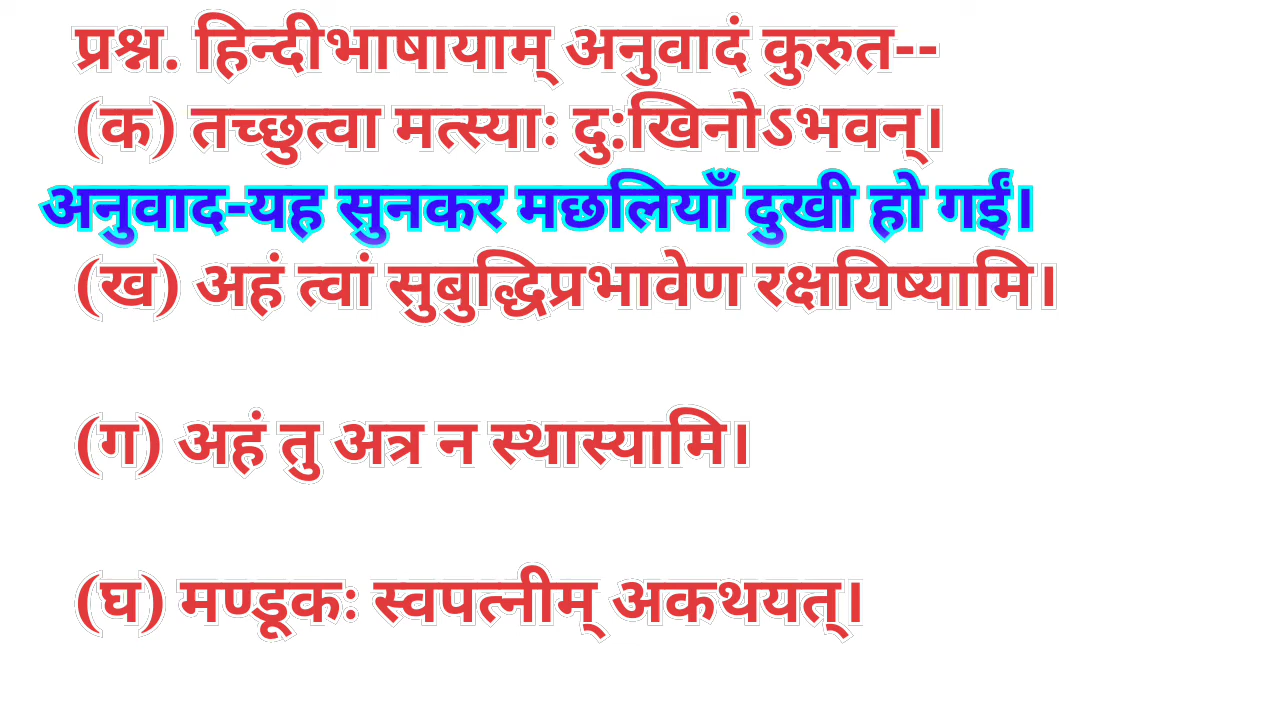 प्रश्न. हिन्दीभाषायाम् अनुवादं कुरुत--
(क) तच्छुत्वा मत्स्याः दु:खिनोऽभवन्।
अनुवाद-यह सुनकर मछलियाँ दुखी हो गईं।
(ख) अहं त्वां सुबुद्धिप्रभावेण रक्षयिष्यामि।
(ग) अहं तु अत्र न स्थास्यामि।
(घ) मण्डूकः स्वपत्नीम् अकथयत्।